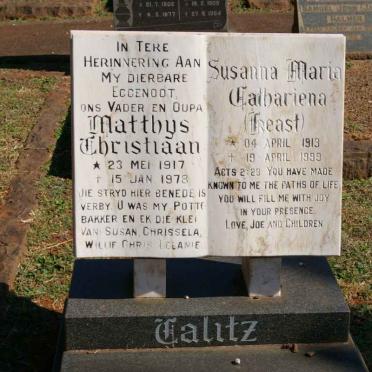 In Tere
Herinnering Aan
My dierbare
Eggenoot
ons Vader en Oupa
Matthys
Christiaan
* 23 Mei 1917
+ 15 Jan 1978
Die stryd hier benede is
verby U was my Potte
bakker en ek die klei
Van Susan Chrissela,
Willie Chris Lelanie
Susanna Maria
Cathariena
(Keast)
* 04 April 1913
+ 19 April 1999
Acts 2:28 You have made
known to me the paths of life
you will fill me with joy
in your presence.
Love, Joe and Children
Calitz